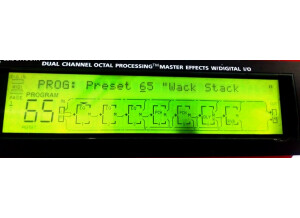 DUAL CHANNEL OCTAL PROCESSING™ MASTER EFFECTS W/DIGITAL I/O
PROG: Preset 65 "Wack Stack "
PROGRAM
65